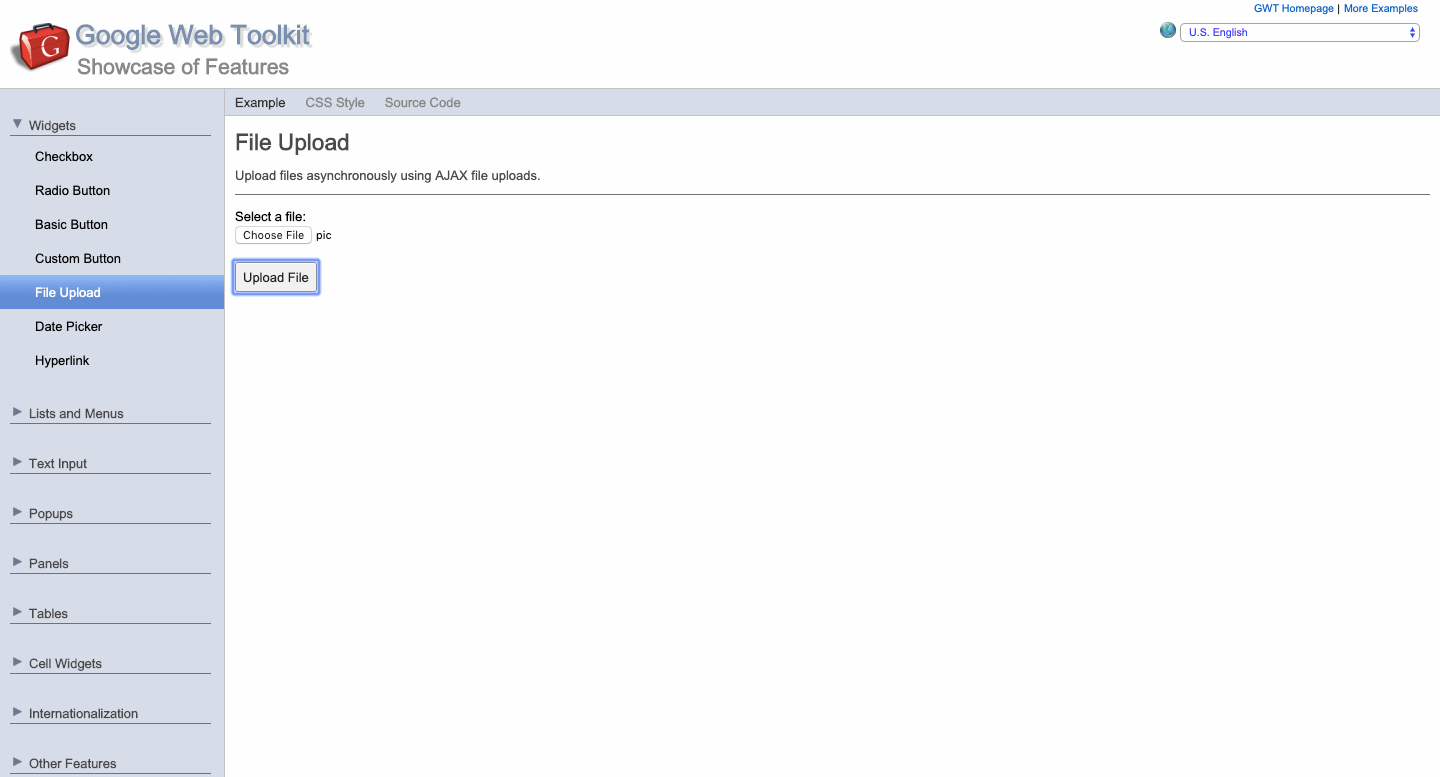 GWT Homepage | More Examples
Google Web Toolkit
Showcase of Features
U.S. English
Example CSS Style Source Code
Widgets
Checkbox
Radio Button
Basic Button
Custom Button
File Upload
Date Picker
Hyperlink
Lists and Menus
Text Input
Popups
Panels
Tables
Cell Widgets
Internationalization
Other Features
File Upload
Upload files asynchronously using AJAX file uploads.
Select a file:
Choose File pic
Upload File